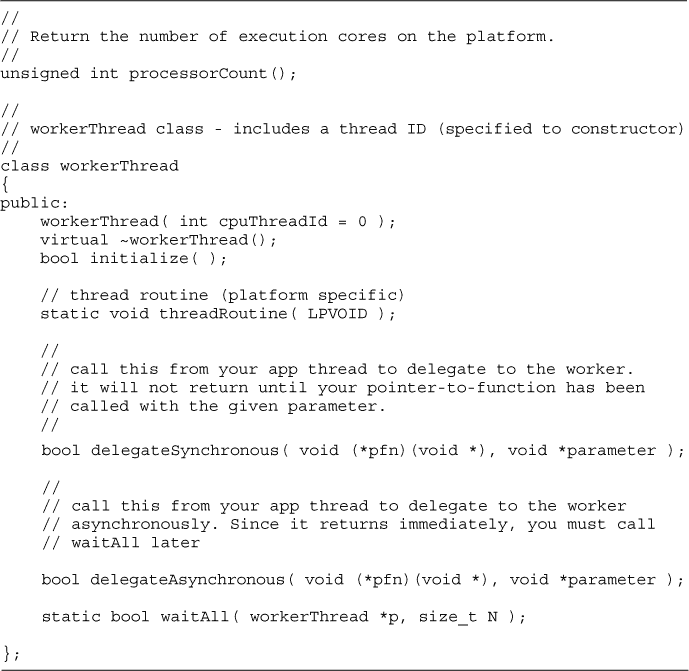 //
// Return the number of execution cores on the platform.
//
unsigned int processorCount();
//
// workerThread class - includes a thread ID (specified to constructor)
//
class workerThread
{
public:
    workerThread( int cpuThreadId = 0 );
    virtual ~workerThread();
    bool initialize( );
    // thread routine (platform specific)
    static void threadRoutine( LPVOID );
    //
    // call this from your app thread to delegate to the worker.
    // it will not return until your pointer-to-function has been
    // called with the given parameter.
    //
    bool delegateSynchronous( void (*pfn)(void *), void *parameter );
    //
    // call this from your app thread to delegate to the worker
    // asynchronously. Since it returns immediately, you must call
    // waitAll later
    bool delegateAsynchronous( void (*pfn)(void *), void *parameter );
    static bool waitAll( workerThread *p, size_t N );
};